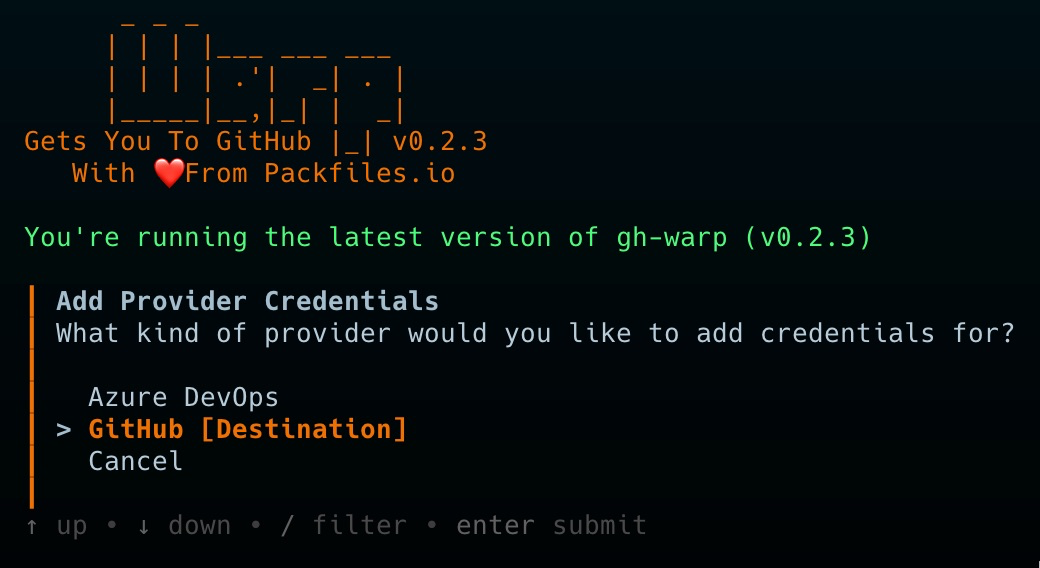 _ _ _
| | | |___ ___ ___
| | | | .'|  _| . |
|_____|__,|_| |  _|
Gets You To GitHub |_| v0.2.3
With ❤️From Packfiles.io
You're running the latest version of gh-warp (v0.2.3)
Add Provider Credentials
What kind of provider would you like to add credentials for?
Azure DevOps
> GitHub [Destination]
Cancel
↑ up • ↓ down • / filter • enter submit